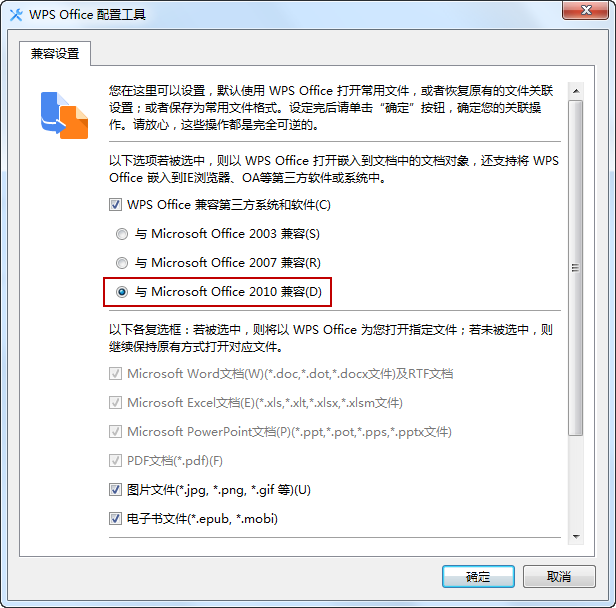 WPS Office 配置工具
兼容设置
您在这里可以设置，默认使用 WPS Office 打开常用文件，或者恢复原有的文件关联
设置；或者保存为常用文件格式。设定完后请单击“确定”按钮，确定您的关联操
作。请放心，这些操作都是完全可逆的。
以下选项若被选中，则以 WPS Office 打开嵌入到文档中的文档对象，还支持将 WPS
Office 嵌入到IE浏览器、OA等第三方软件或系统中。
WPS Office 兼容第三方系统和软件(C)
与 Microsoft Office 2003 兼容(S)
与 Microsoft Office 2007 兼容(R)
与 Microsoft Office 2010 兼容(D)
以下各复选框：若被选中，则将以 WPS Office 为您打开指定文件；若未被选中，则
继续保持原有方式打开对应文件。
Microsoft Word文档(W)(*.doc,*.dot,*.docx文件)及RTF文档
Microsoft Excel文档(E)(*.xls,*.xlt,*.xlsx,*.xlsm文件)
Microsoft PowerPoint文档(P)(*.ppt,*.pot,*.pps,*.pptx文件)
PDF文档(*.pdf)(F)
图片文件(*.jpg, *.png, *.gif 等)(U)
电子书文件(*.epub, *.mobi)
确定
取消